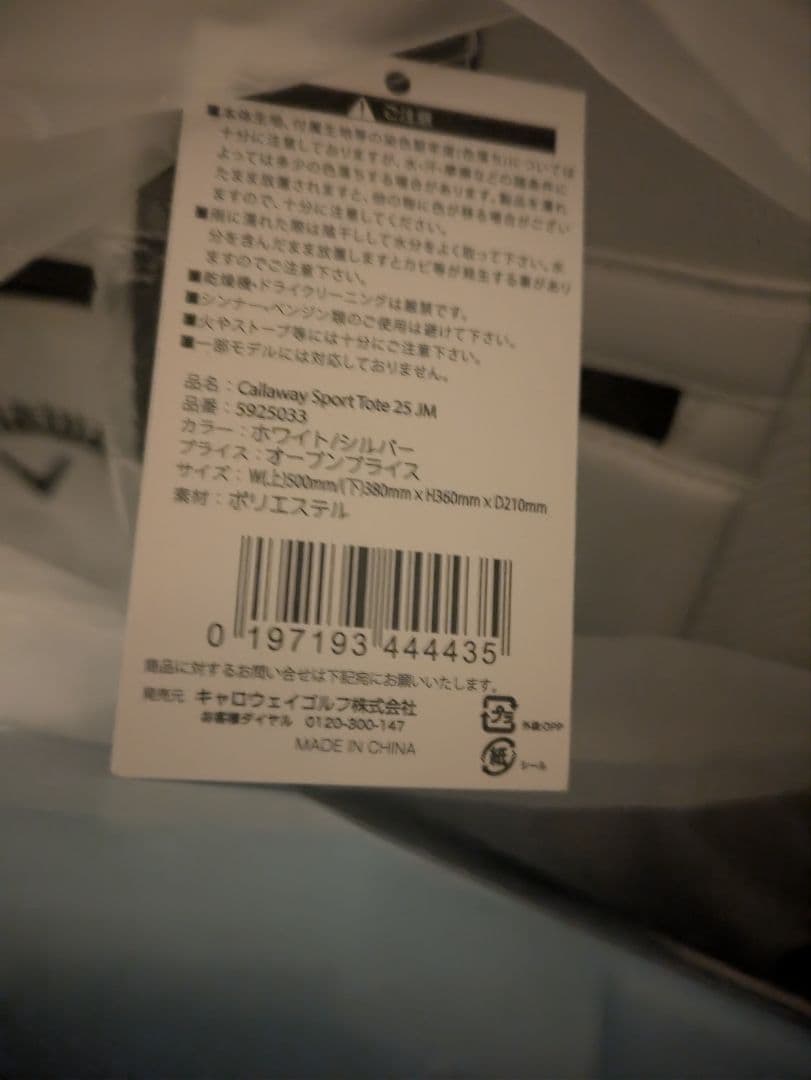 ご注意
■本体生地、付属生地等の染色堅牢度(色落ち)については
十分に注意しておりますが、水・汗・摩擦などの諸条件に
よっては多少の色落ちする場合があります。製品を濡れ
たまま放置されますと、他の物に色が移る場合がござい
ますので、十分に注意してください。
■雨に濡れた際は陰干しして水分をよく取って下さい。水
分を含んだまま放置しますとカビ等が発生する事があり
ますのでご注意下さい。
■乾燥機・ドライクリーニングは厳禁です。
■シンナー・ベンジン類のご使用は避けて下さい。
■火やストーブ等には十分にご注意下さい。
■一部モデルには対応しておりません。
品名：Callaway Sport Tote 25 JM
品番：5925033
カラー：ホワイト/シルバー
プライス：オープンプライス
サイズ：W(上)500mm/(下)380mm x H360mm x D210mm
素材：ポリエステル
0 197193 444435
商品に対するお問い合せは下記宛にお願いいたします。
発売元 キャロウェイゴルフ株式会社
お客様ダイヤル 0120-300-147
MADE IN CHINA
プラ 外装:OPP
紙 シール